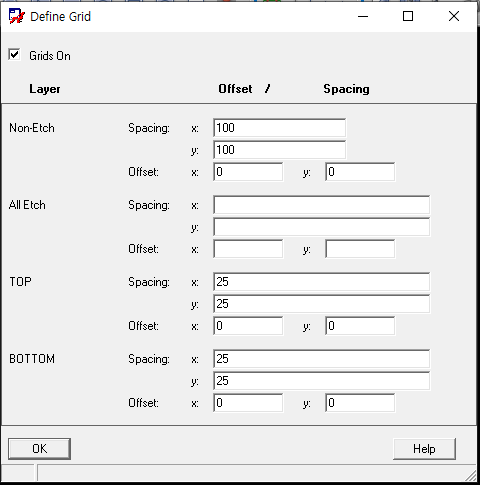 Define Grid
Grids On
Layer Offset / Spacing
Non-Etch Spacing: x: 100
y: 100
Offset: x: 0 y: 0
All Etch Spacing: x:
y:
Offset: x: y:
TOP Spacing: x: 25
y: 25
Offset: x: 0 y: 0
BOTTOM Spacing: x: 25
y: 25
Offset: x: 0 y: 0
OK Help